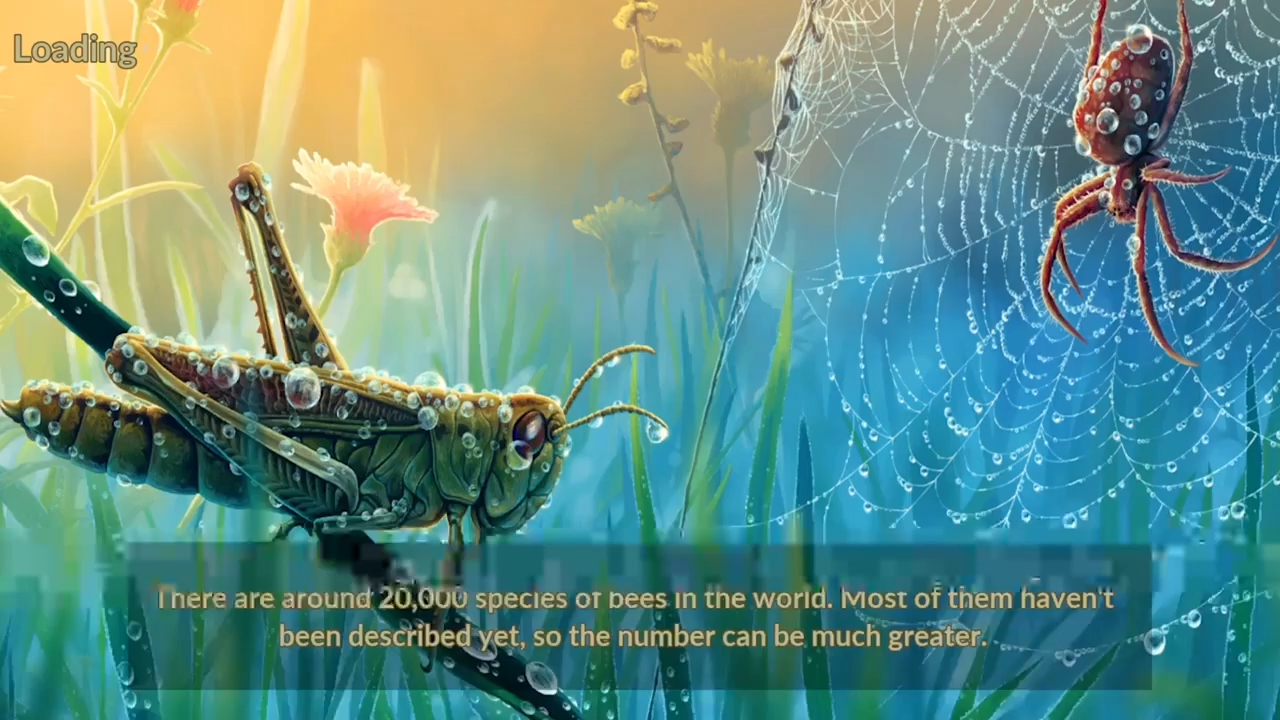 Loading
There are around 20,000 species of bees in the world. Most of them haven't
been described yet, so the number can be much greater.